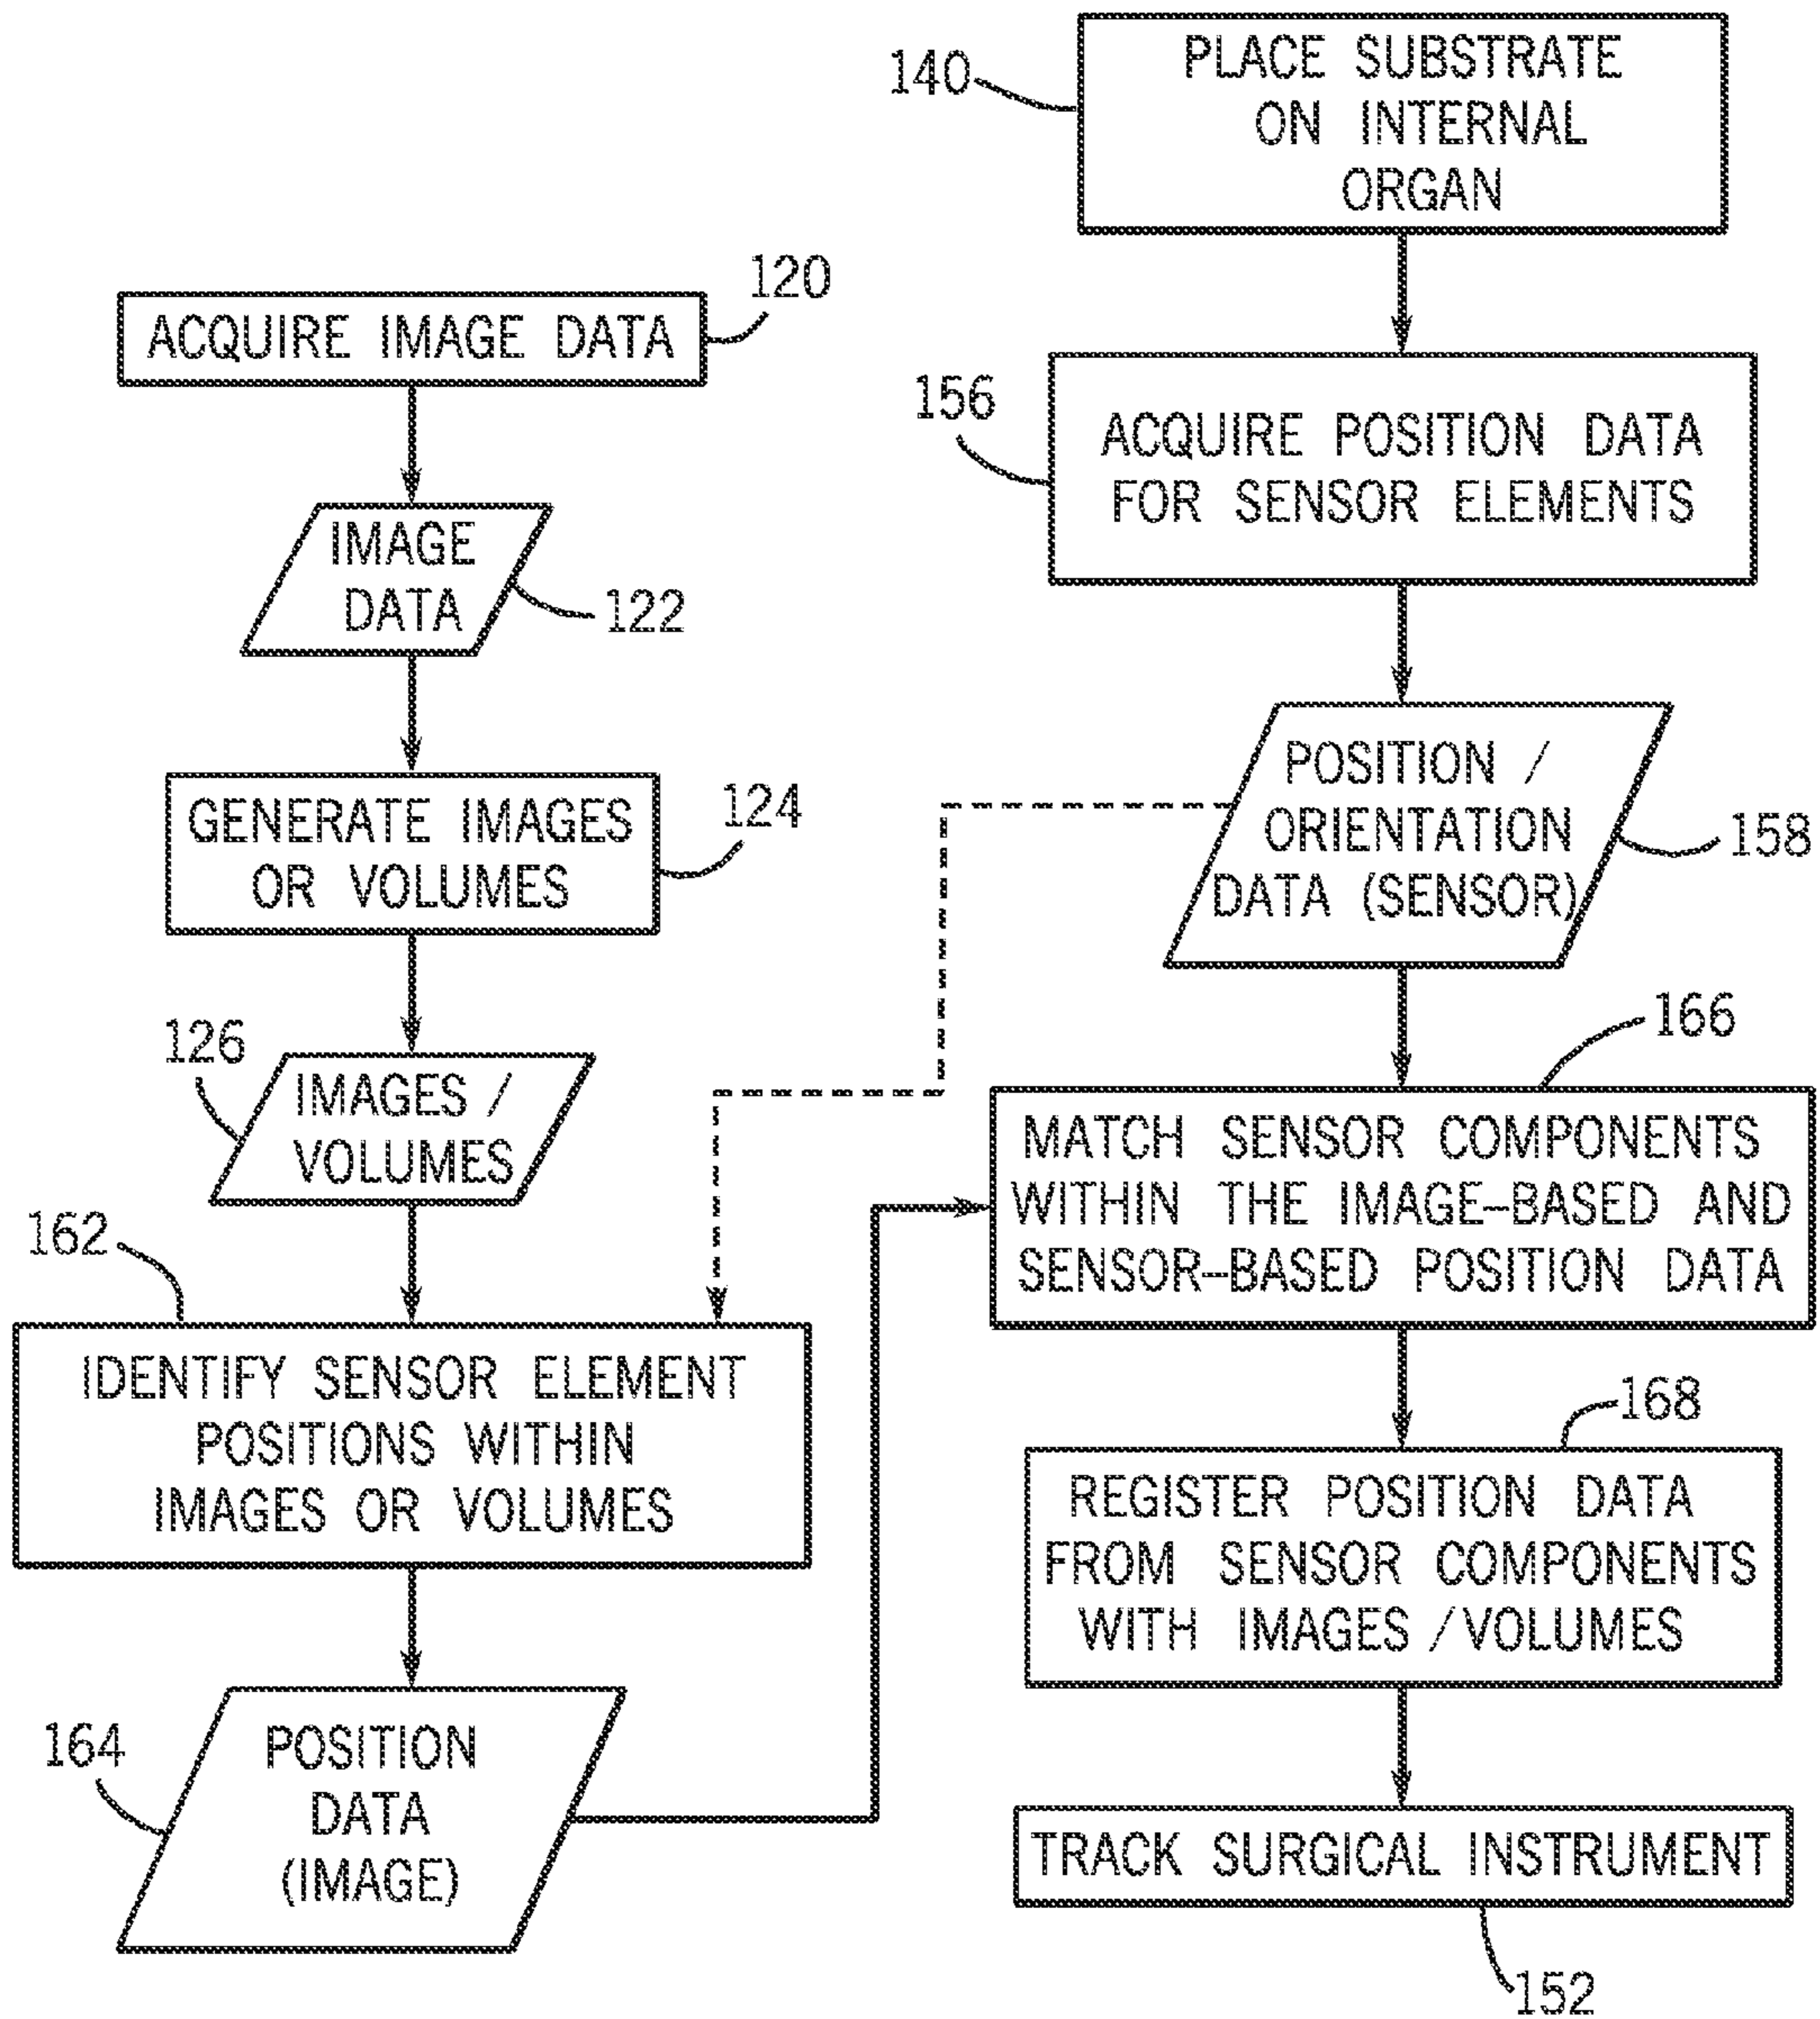 120
ACQUIRE IMAGE DATA
IMAGE
DATA
122
GENERATE IMAGES
OR VOLUMES
124
126
IMAGES /
VOLUMES
162
IDENTIFY SENSOR ELEMENT
POSITIONS WITHIN
IMAGES OR VOLUMES
164
POSITION
DATA
(IMAGE)
140
PLACE SUBSTRATE
ON INTERNAL
ORGAN
156
ACQUIRE POSITION DATA
FOR SENSOR ELEMENTS
POSITION /
ORIENTATION
DATA (SENSOR)
158
166
MATCH SENSOR COMPONENTS
WITHIN THE IMAGE-BASED AND
SENSOR-BASED POSITION DATA
168
REGISTER POSITION DATA
FROM SENSOR COMPONENTS
WITH IMAGES /VOLUMES
TRACK SURGICAL INSTRUMENT
152